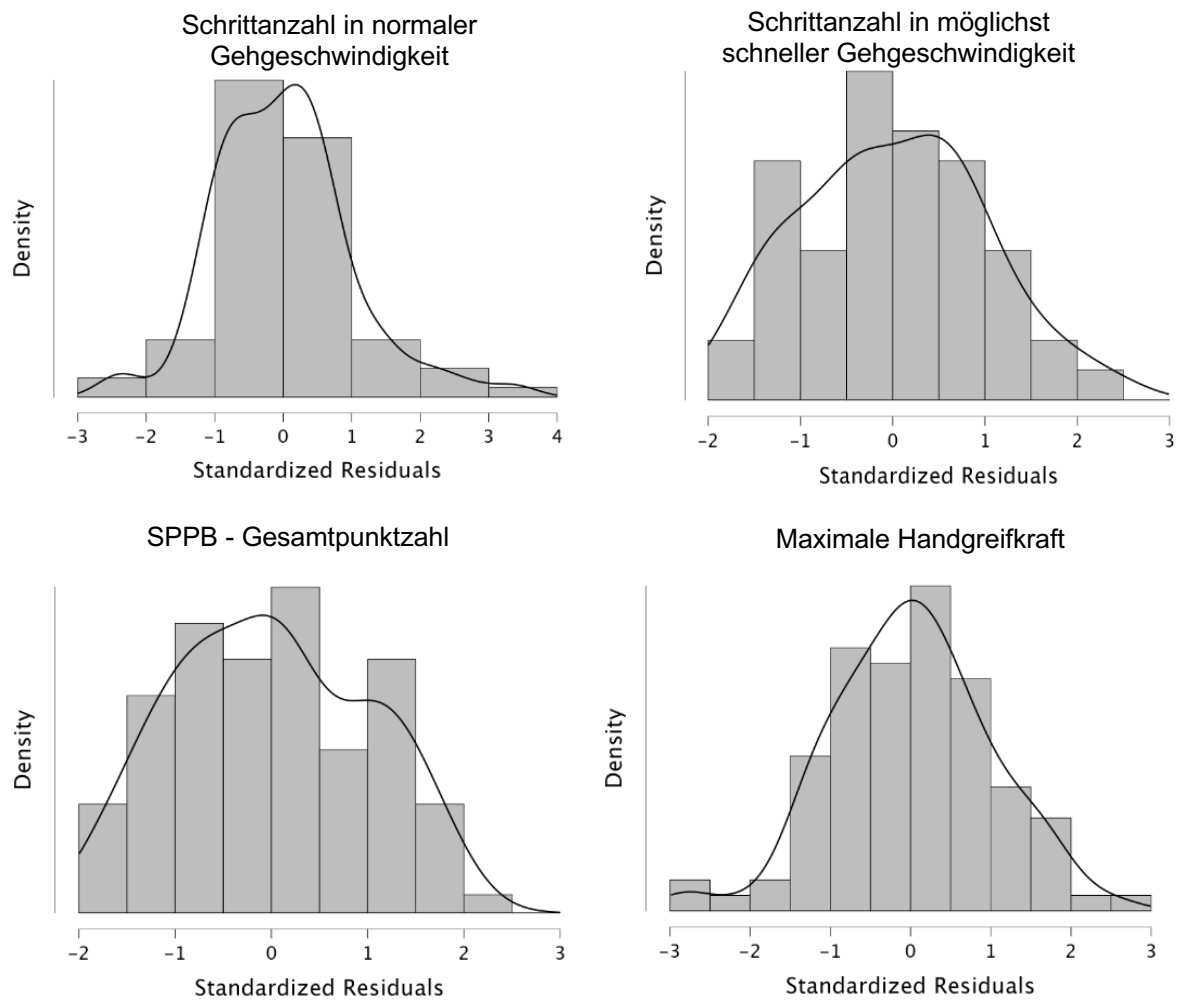 Schrittanzahl in normaler
Gehgeschwindigkeit
Density
−3 −2 −1 0 1 2 3 4
Standardized Residuals
Schrittanzahl in möglichst
schneller Gehgeschwindigkeit
Density
−2 −1 0 1 2 3
Standardized Residuals
SPPB - Gesamtpunktzahl
Density
−2 −1 0 1 2 3
Standardized Residuals
Maximale Handgreifkraft
Density
−3 −2 −1 0 1 2 3
Standardized Residuals